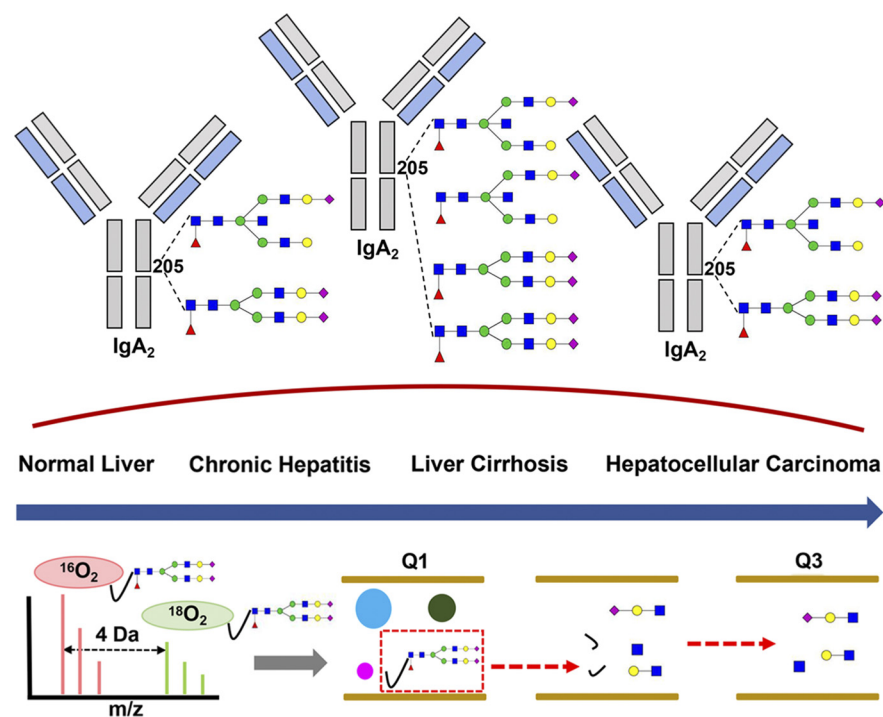 205
IgA₂
205
IgA₂
205
IgA₂
Normal Liver
Chronic Hepatitis
Liver Cirrhosis
Hepatocellular Carcinoma
¹⁶O₂
¹⁸O₂
4 Da
m/z
Q1
Q3